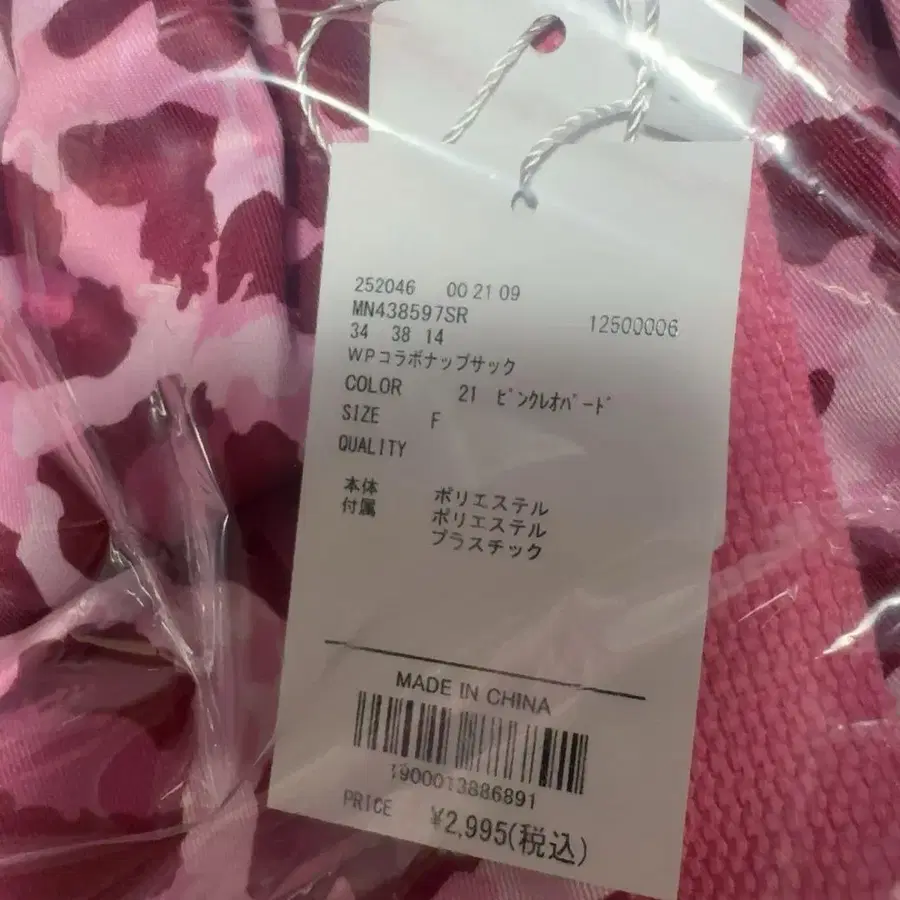 252046 00 21 09
MN438597SR 12500006
34 38 14
WPコラボナップサック
COLOR 21 ﾋﾟﾝｸﾚｵﾊﾟｰﾄﾞ
SIZE F
QUALITY
本体 ポリエステル
付属 ポリエステル
プラスチック
MADE IN CHINA
1900013886891
PRICE ¥2,995(税込)